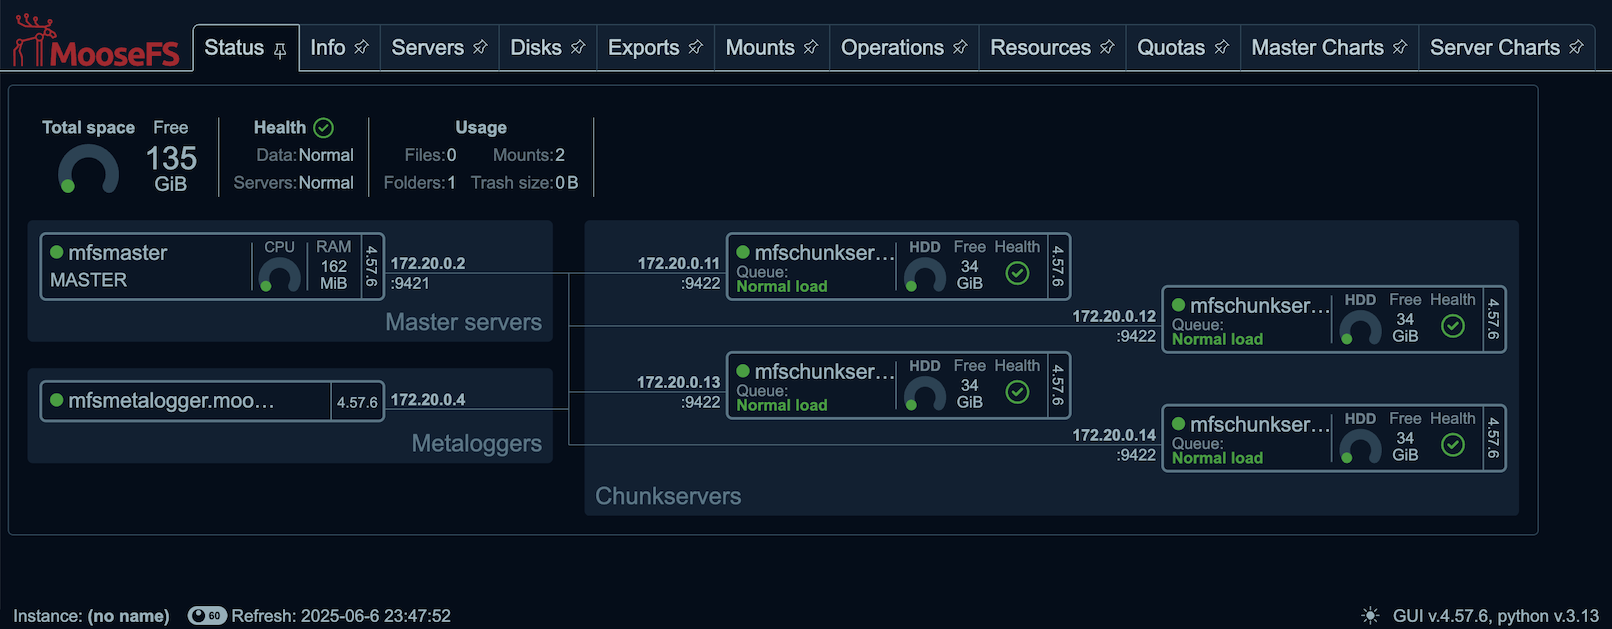 MooseFS
Status Info Servers Disks Exports Mounts Operations Resources Quotas Master Charts Server Charts
Total space Free
135
GiB
Health
Data: Normal
Servers: Normal
Usage
Files: 0 Mounts: 2
Folders: 1 Trash size: 0 B
mfsmaster
MASTER
CPU
RAM
162
MiB
4.57.6
172.20.0.2
:9421
Master servers
mfsmetalogger.moo…
4.57.6
172.20.0.4
Metaloggers
172.20.0.11
:9422
mfschunkser…
Queue:
Normal load
HDD Free Health
34
GiB
4.57.6
172.20.0.12
:9422
mfschunkser…
Queue:
Normal load
HDD Free Health
34
GiB
4.57.6
172.20.0.13
:9422
mfschunkser…
Queue:
Normal load
HDD Free Health
34
GiB
4.57.6
172.20.0.14
:9422
mfschunkser…
Queue:
Normal load
HDD Free Health
34
GiB
4.57.6
Chunkservers
Instance: (no name) 60 Refresh: 2025-06-6 23:47:52
GUI v.4.57.6, python v.3.13